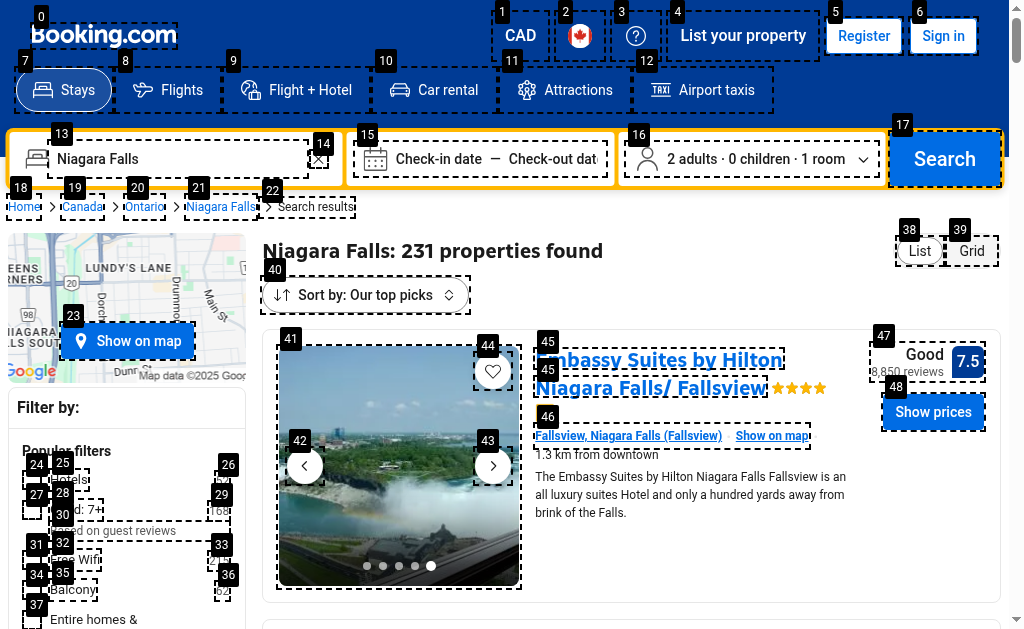 Booking.com
CAD
List your property
Register
Sign in
Stays
Flights
Flight + Hotel
Car rental
Attractions
Airport taxis
Niagara Falls
Check-in date — Check-out dat
2 adults · 0 children · 1 room
Search
Home
Canada
Ontario
Niagara Falls
Search results
LUNDY'S LANE
Main St
Show on map
Google
Map data ©2025 Goo
Filter by:
Popular filters
Hotels
Good: 7+
168
Based on guest reviews
Free Wifi
Balcony
62
Entire homes &
Niagara Falls: 231 properties found
List
Grid
Sort by: Our top picks
Embassy Suites by Hilton
Niagara Falls/ Fallsview
Fallsview, Niagara Falls (Fallsview)
Show on map
1.3 km from downtown
The Embassy Suites by Hilton Niagara Falls Fallsview is an
all luxury suites Hotel and only a hundred yards away from
brink of the Falls.
Good
8,850 reviews
7.5
Show prices
0
1
2
3
4
5
6
7
8
9
10
11
12
13
14
15
16
17
18
19
20
21
22
23
24
25
26
27
28
29
30
31
32
33
34
35
36
37
38
39
40
41
42
43
44
45
45
46
47
48